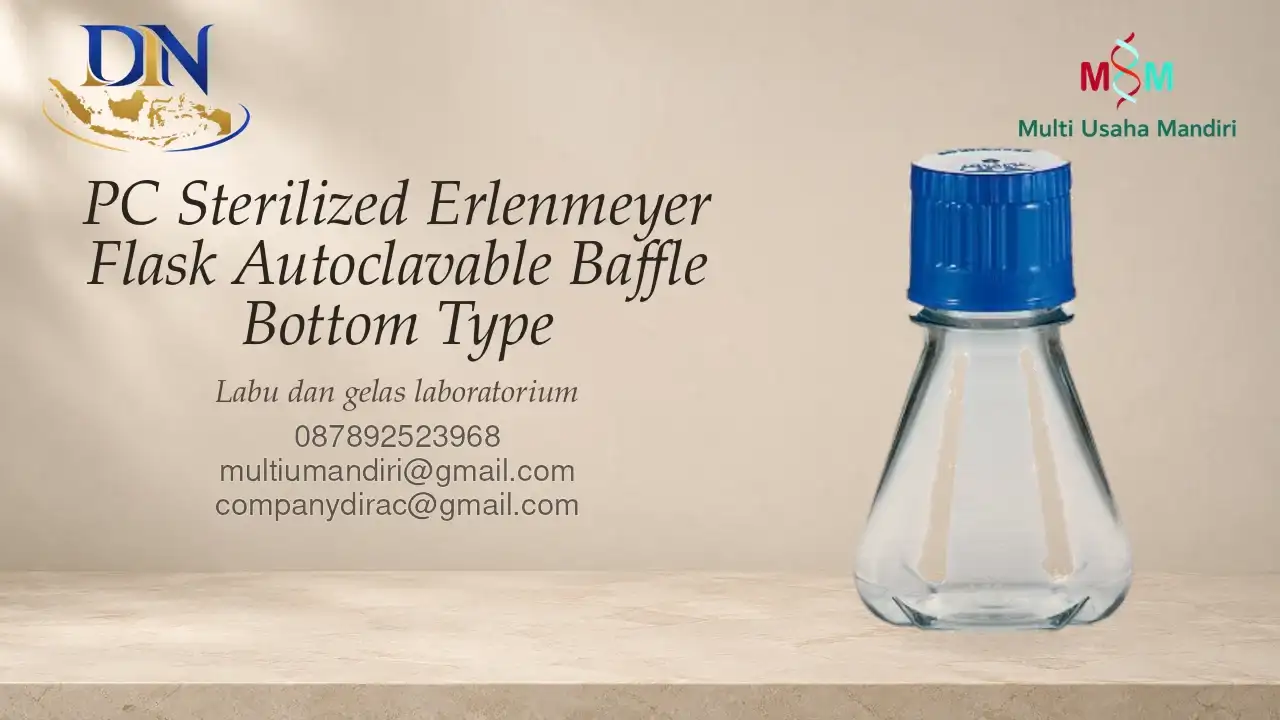 DN
MSM
Multi Usaha Mandiri
PC Sterilized Erlenmeyer
Flask Autoclavable Baffle
Bottom Type
Labu dan gelas laboratorium
087892523968
multiumandiri@gmail.com
companydirac@gmail.com